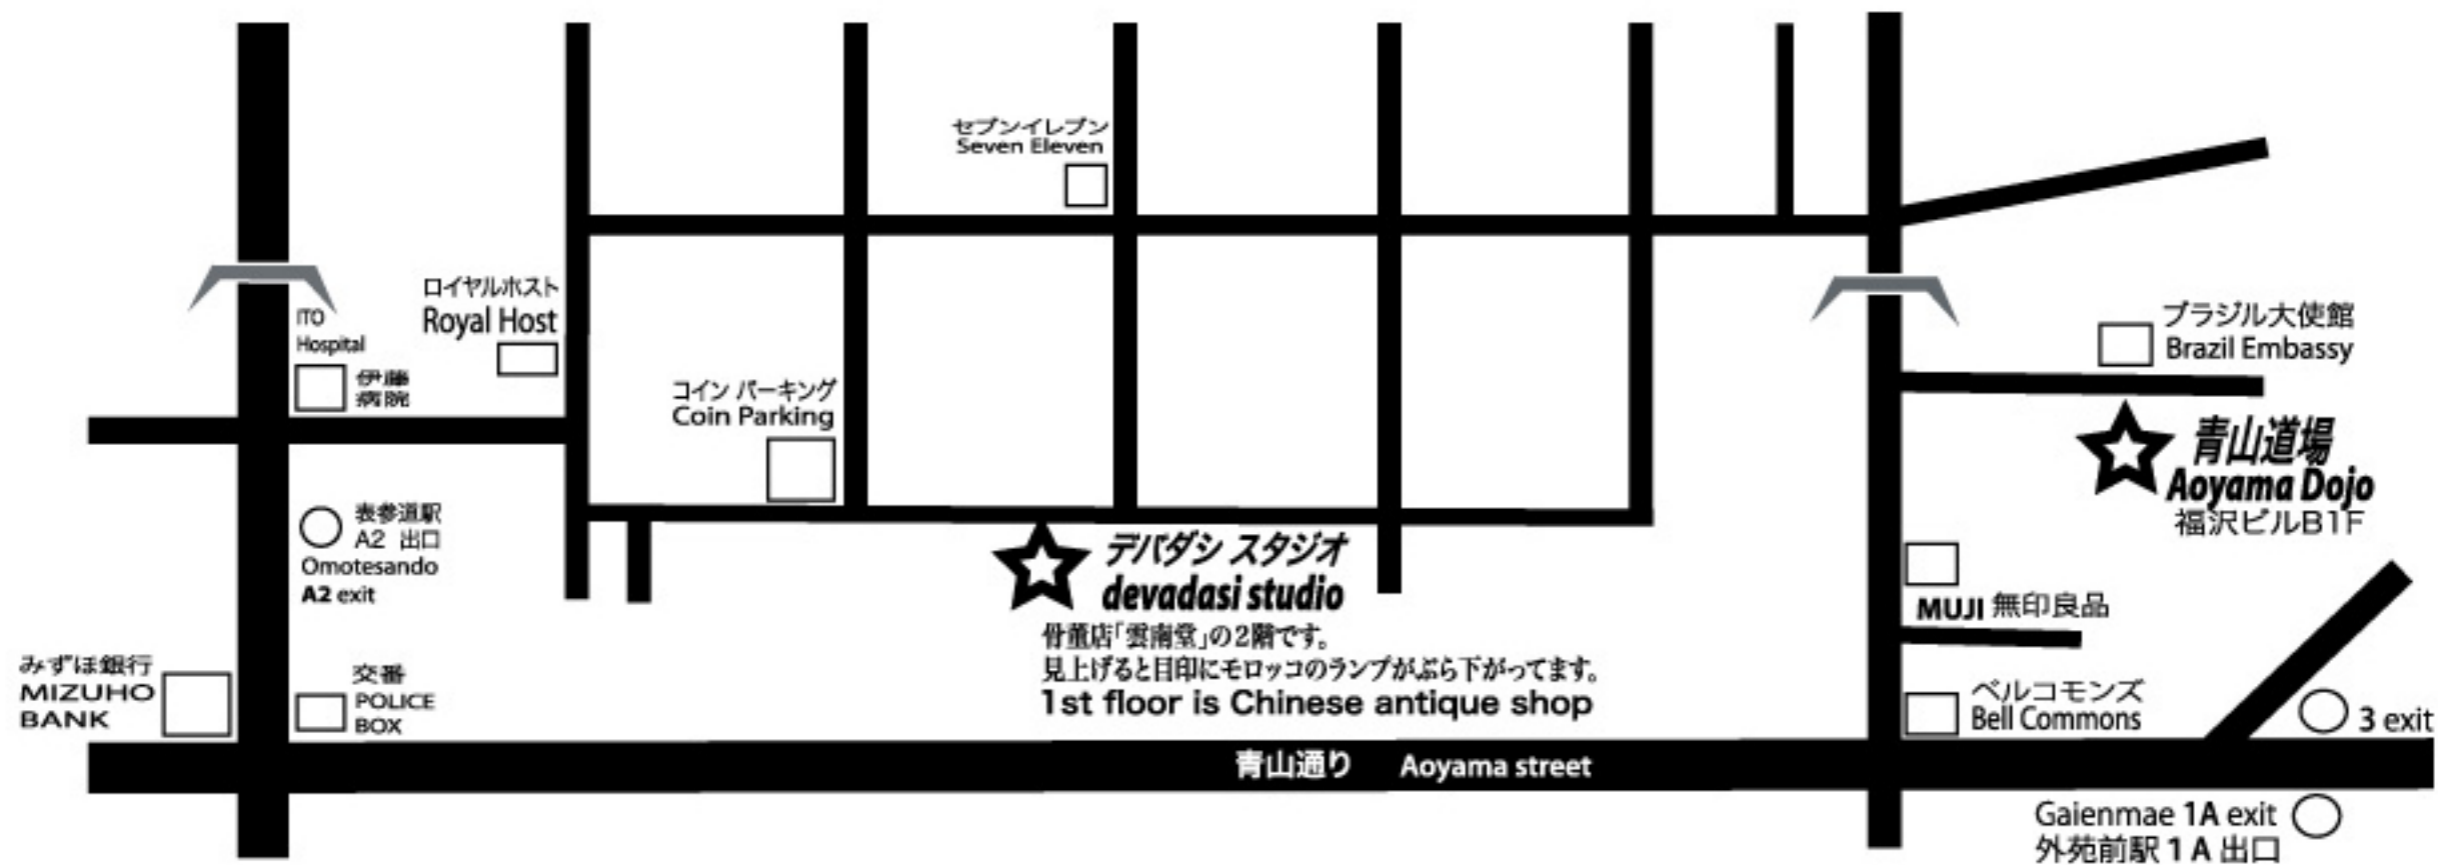 セブンイレブン
Seven Eleven
ロイヤルホスト
Royal Host
ITO
Hospital
伊藤
病院
コイン パーキング
Coin Parking
ブラジル大使館
Brazil Embassy
青山道場
Aoyama Dojo
福沢ビルB1F
表参道駅
A2 出口
Omotesando
A2 exit
デバダシ スタジオ
devadasi studio
骨董店「雲南堂」の2階です。
見上げると目印にモロッコのランプがぶら下がってます。
1st floor is Chinese antique shop
MUJI 無印良品
みずほ銀行
MIZUHO
BANK
交番
POLICE
BOX
ベルコモンズ
Bell Commons
3 exit
青山通り Aoyama street
Gaienmae 1A exit
外苑前駅 1 A 出口